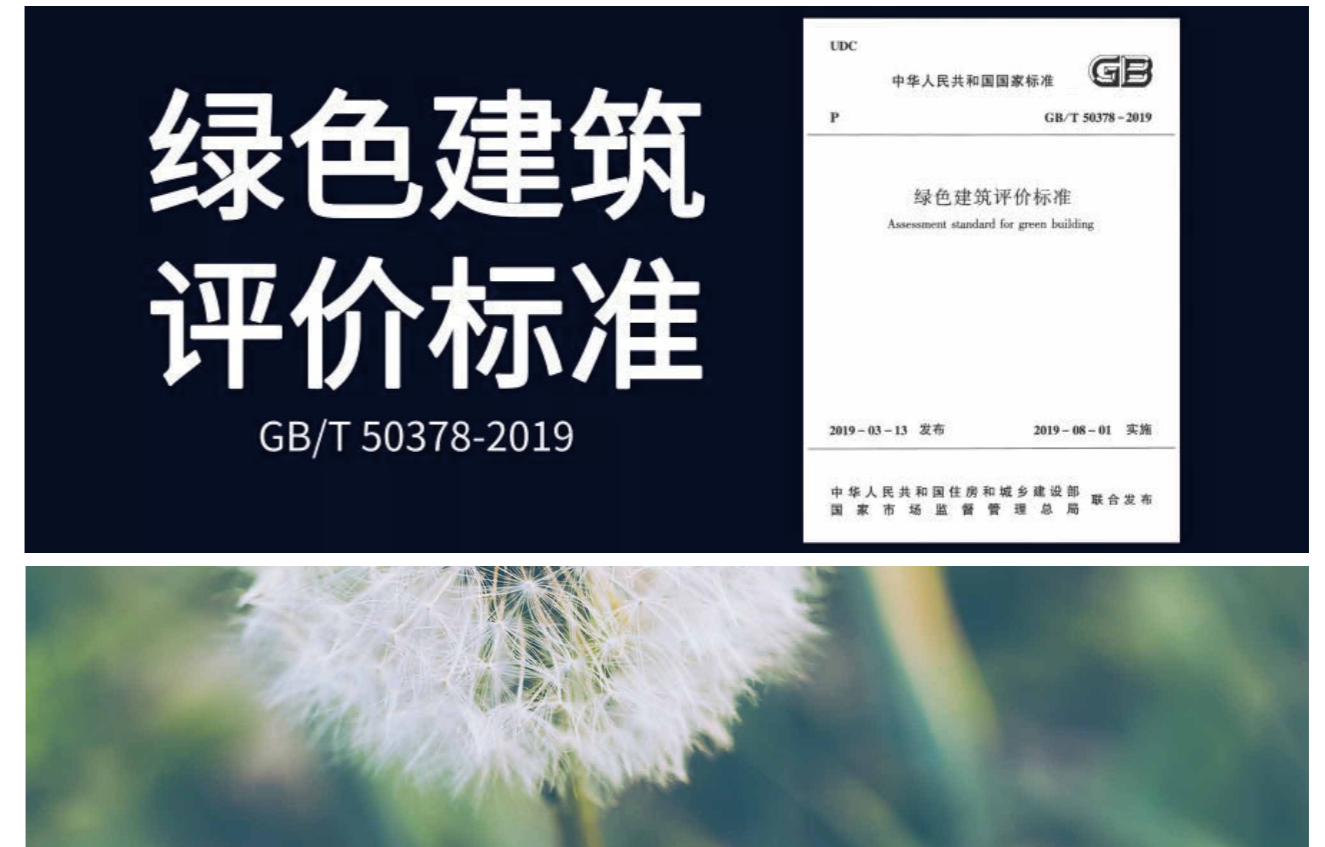 绿色建筑
评价标准
GB/T 50378-2019
UDC
中华人民共和国国家标准
GB
P
GB/T 50378-2019
绿色建筑评价标准
Assessment standard for green building
2019-03-13 发布
2019-08-01 实施
中华人民共和国住房和城乡建设部
国家市场监督管理总局
联合发布